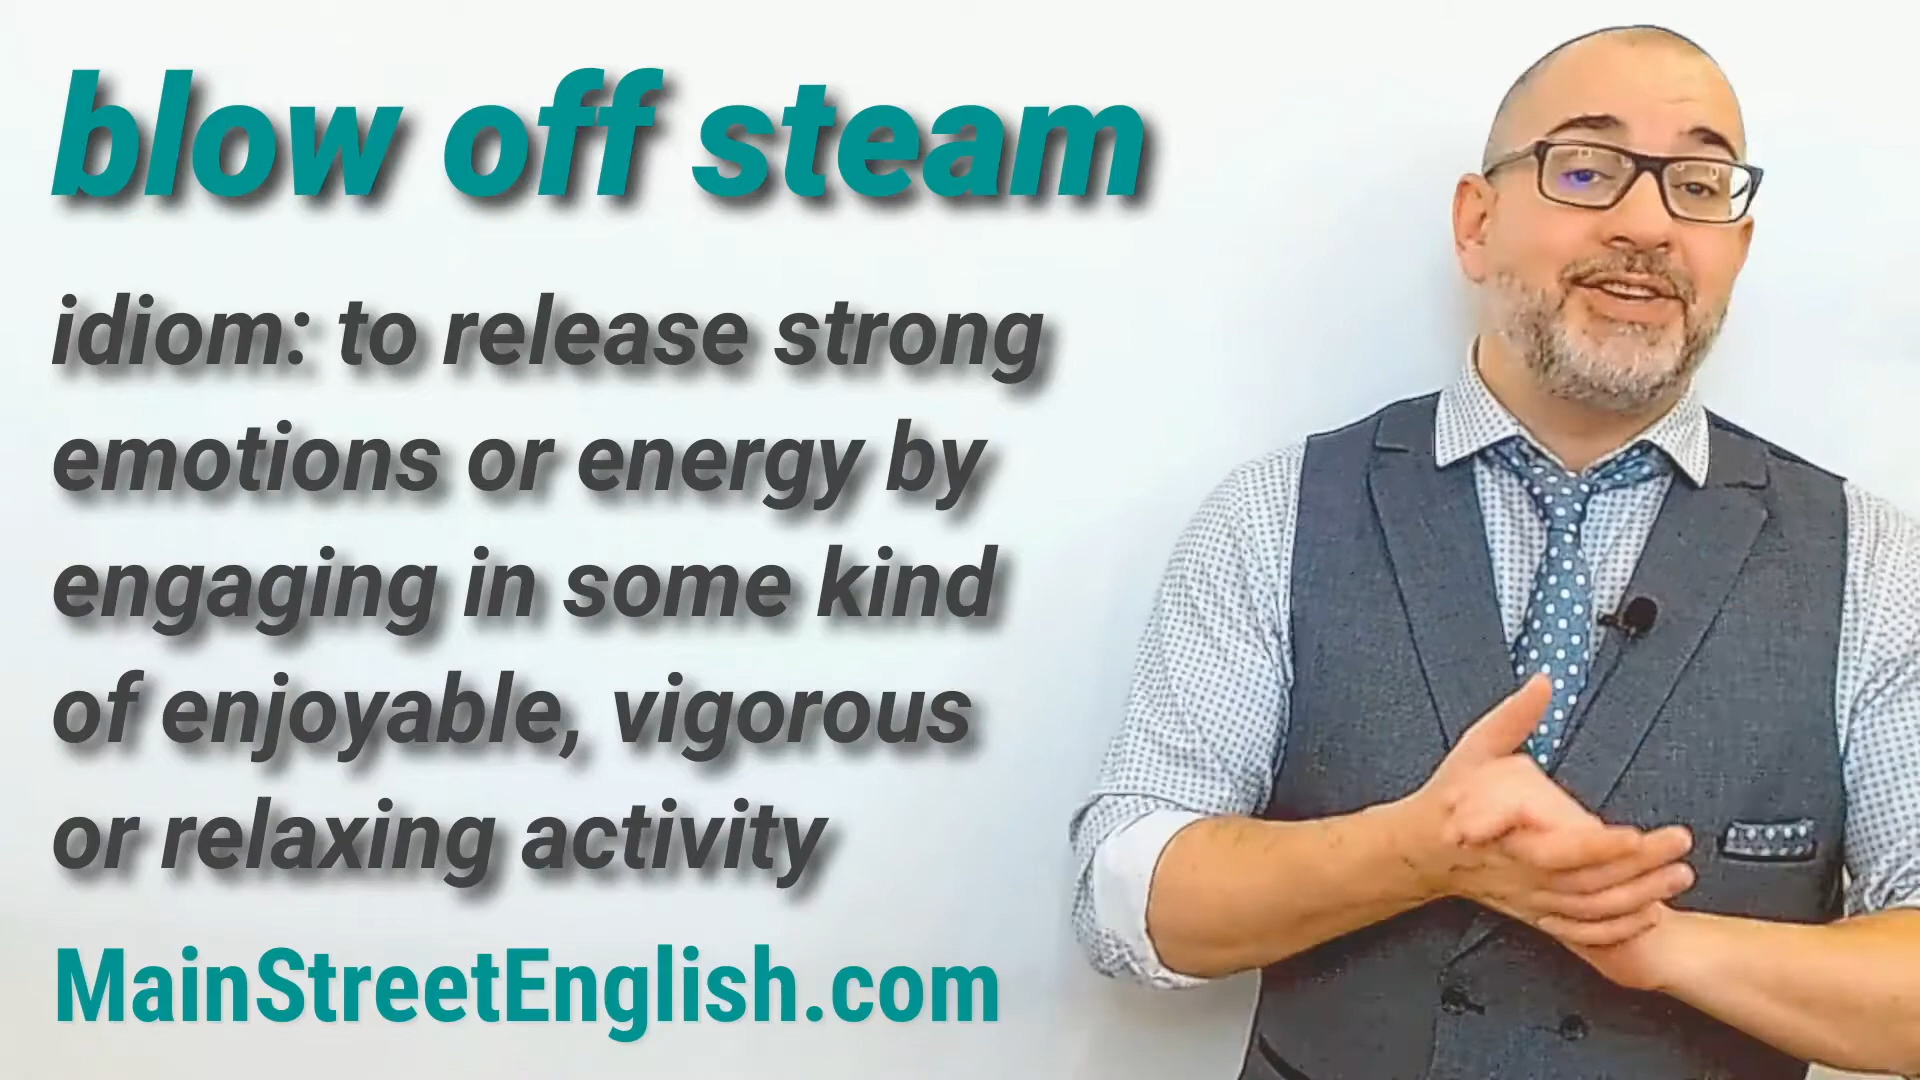 blow off steam
idiom: to release strong
emotions or energy by
engaging in some kind
of enjoyable, vigorous
or relaxing activity
MainStreetEnglish.com